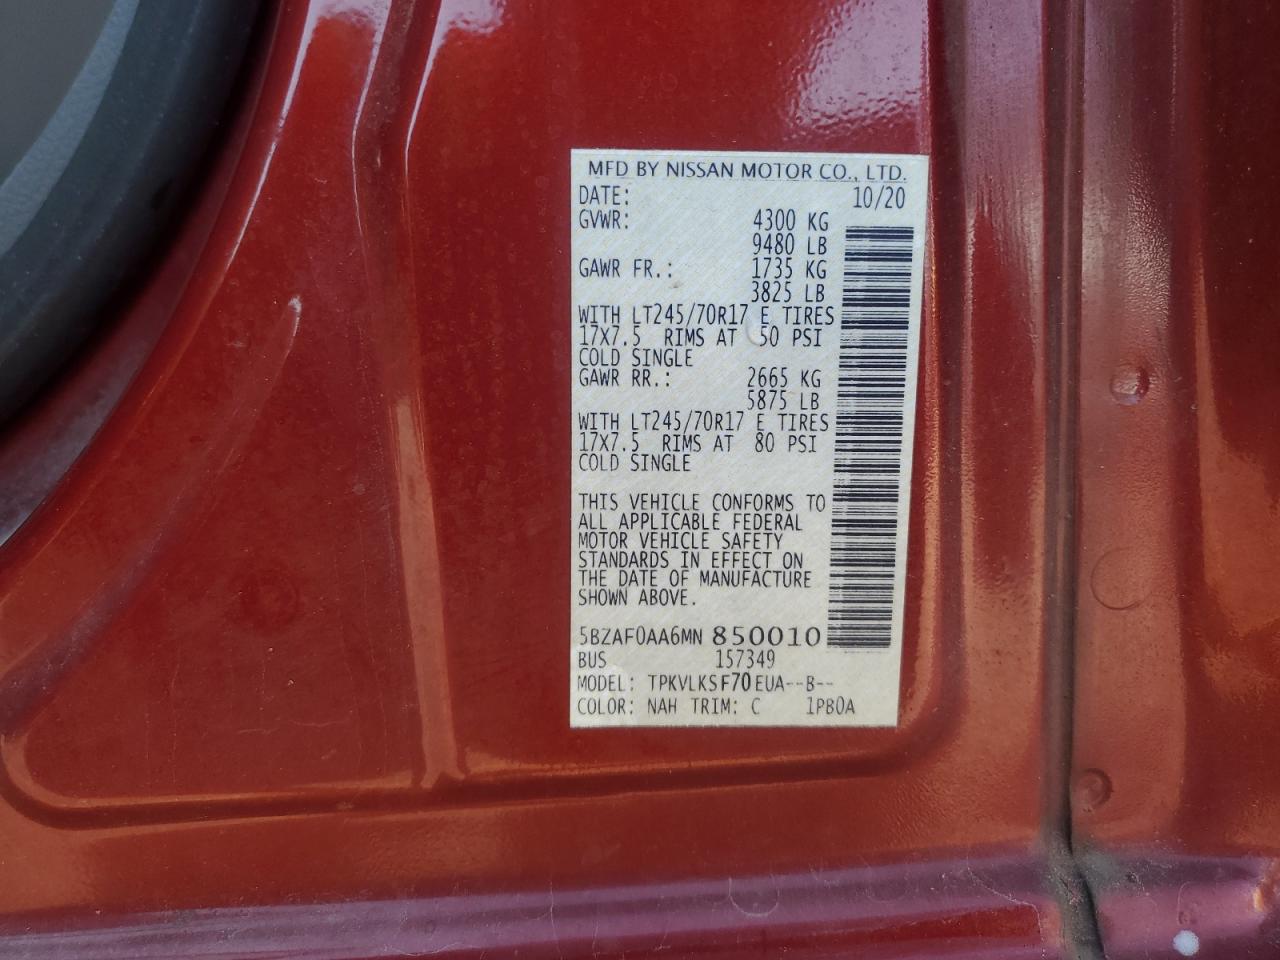 MFD BY NISSAN MOTOR CO., LTD.
DATE: 10/20
GVWR: 4300 KG
9480 LB
GAWR FR.: 1735 KG
3825 LB
WITH LT245/70R17 E TIRES
17X7.5 RIMS AT 50 PSI
COLD SINGLE
GAWR RR.: 2665 KG
5875 LB
WITH LT245/70R17 E TIRES
17X7.5 RIMS AT 80 PSI
COLD SINGLE
THIS VEHICLE CONFORMS TO
ALL APPLICABLE FEDERAL
MOTOR VEHICLE SAFETY
STANDARDS IN EFFECT ON
THE DATE OF MANUFACTURE
SHOWN ABOVE.
5BZAF0AA6MN 850010
BUS 157349
MODEL: TPKVLKSF70EUA--B--
COLOR: NAH TRIM: C 1PB0A